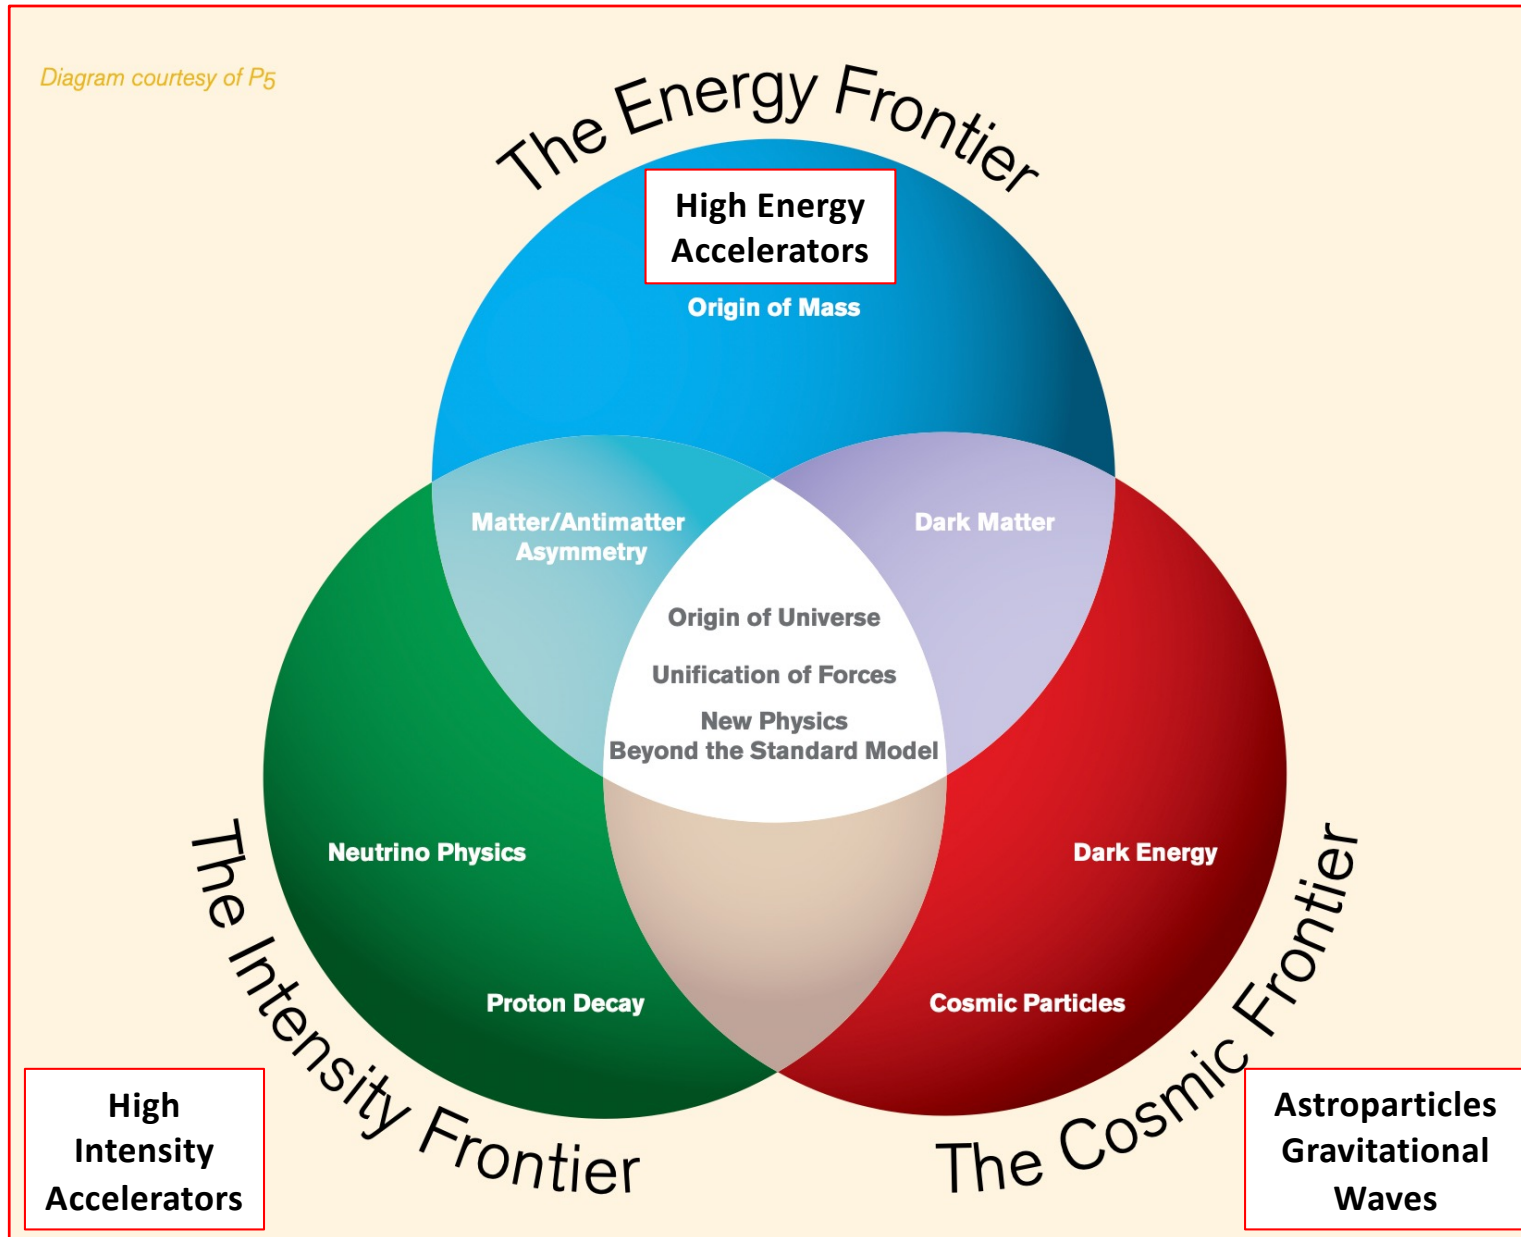 Diagram courtesy of P5
The Energy Frontier
High Energy
Accelerators
Origin of Mass
Matter/Antimatter
Asymmetry
Dark Matter
Origin of Universe
Unification of Forces
New Physics
Beyond the Standard Model
Neutrino Physics
Dark Energy
Proton Decay
Cosmic Particles
The Intensity Frontier
The Cosmic Frontier
High
Intensity
Accelerators
Astroparticles
Gravitational
Waves